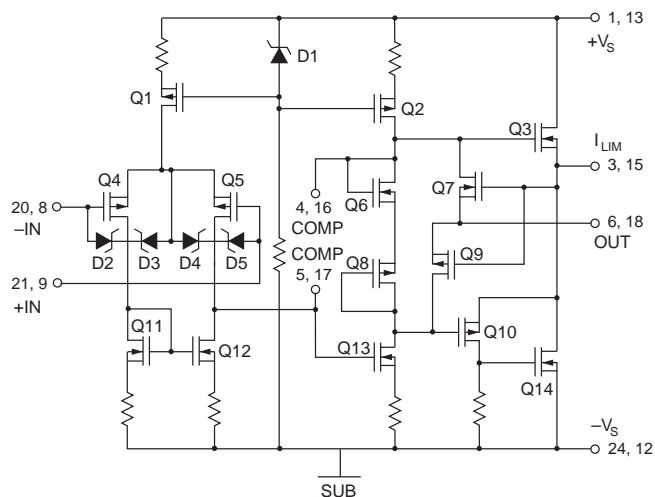 1, 13
+VS
D1
Q1
Q2
Q3
ILIM
3, 15
Q4
Q5
Q7
4, 16
COMP
Q6
20, 8
–IN
6, 18
OUT
COMP
5, 17
D2
D3
D4
D5
Q8
Q9
21, 9
+IN
Q11
Q12
Q10
Q13
Q14
–VS
24, 12
SUB